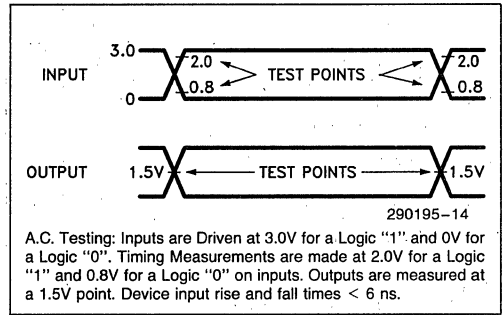 3.0
2.0 2.0
INPUT TEST POINTS
0.8 0.8
0
OUTPUT 1.5V TEST POINTS 1.5V
290195-14
A.C. Testing: Inputs are Driven at 3.0V for a Logic "1" and 0V for
a Logic "0". Timing Measurements are made at 2.0V for a Logic
"1" and 0.8V for a Logic "0" on inputs. Outputs are measured at
a 1.5V point. Device input rise and fall times < 6 ns.